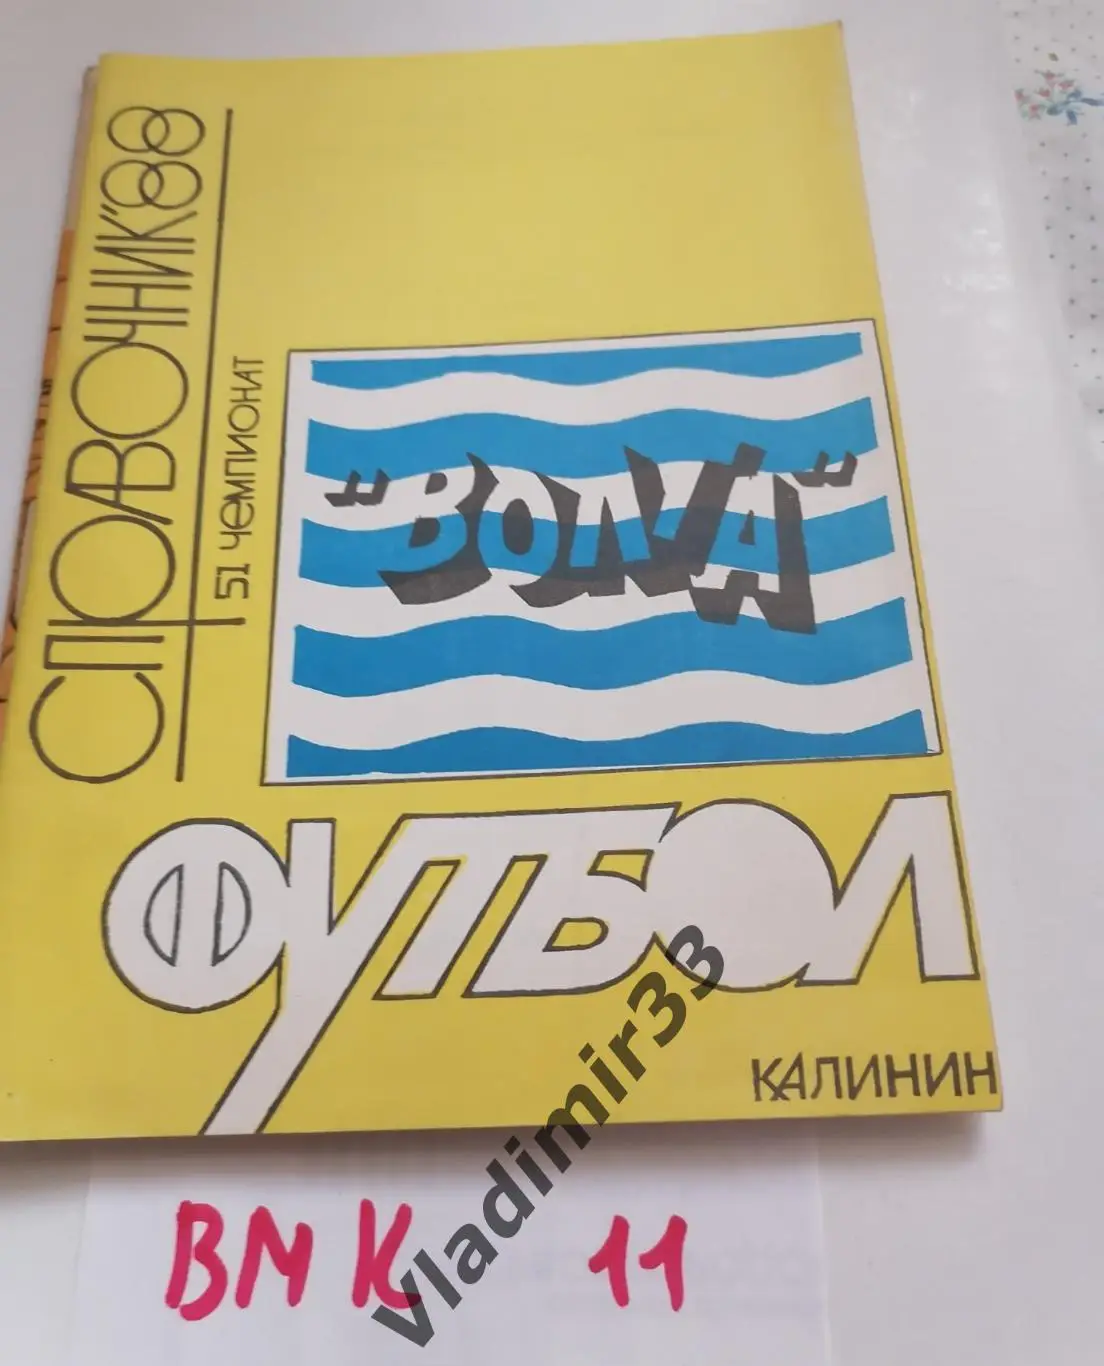 СПРАВОЧНИК'88
51 ЧЕМПИОНАТ
"ВОЛГА"
ФУТБОЛ
КАЛИНИН
Vladimir33
ВМК 11